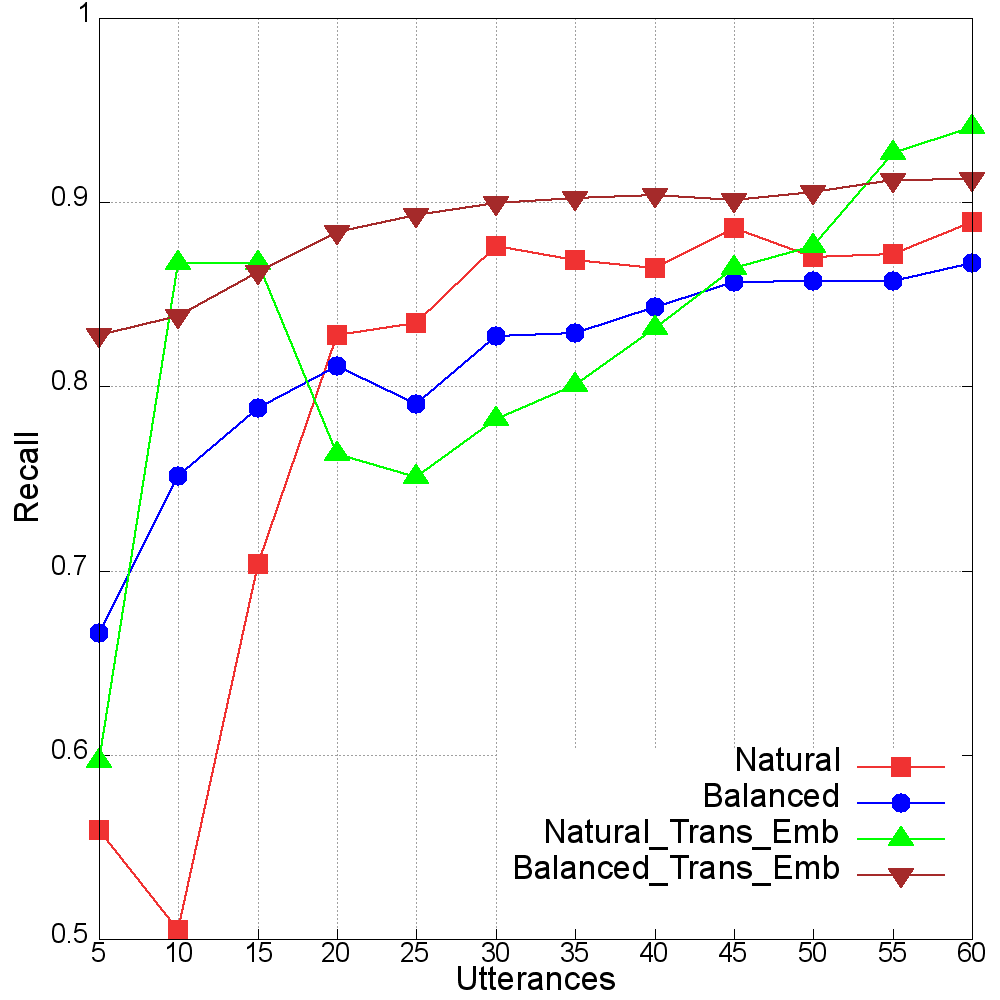 1
0.9
0.8
0.7
0.6
0.5
Recall
Natural
Balanced
Natural_Trans_Emb
Balanced_Trans_Emb
5 10 15 20 25 30 35 40 45 50 55 60
Utterances